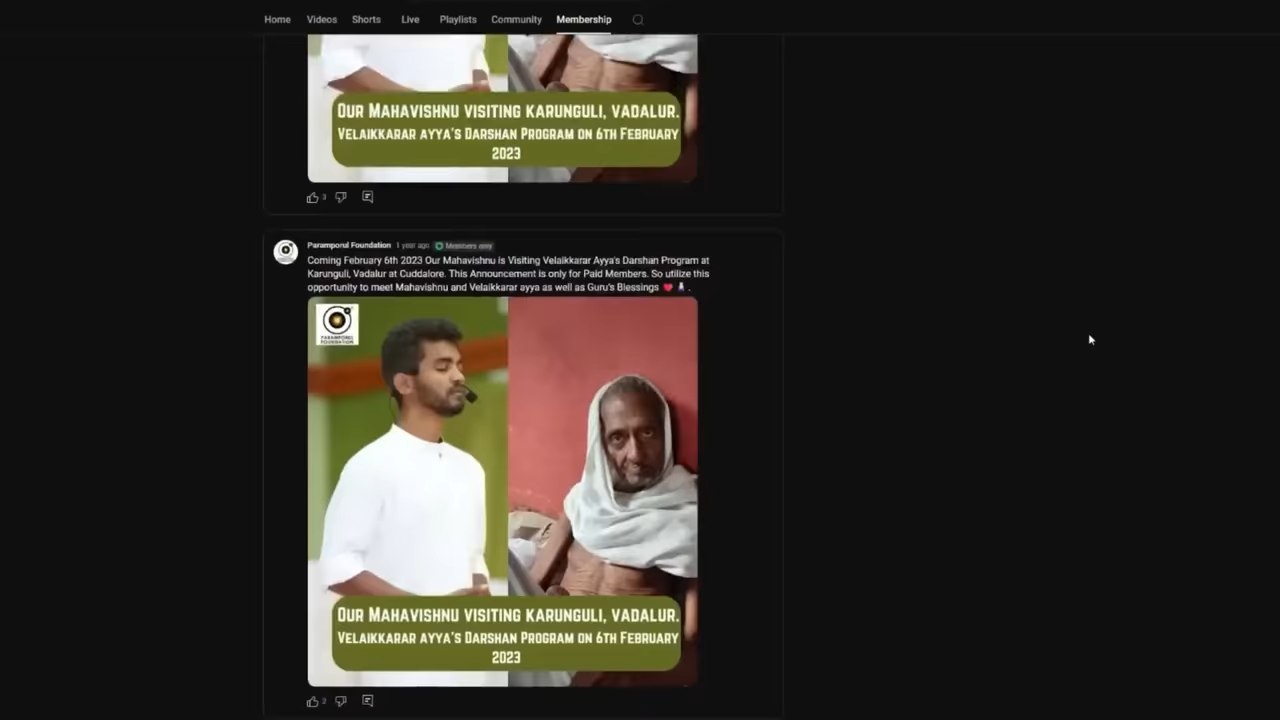 Home Videos Shorts Live Playlists Community Membership
OUR MAHAVISHNU VISITING KARUNGULI, VADALUR.
VELAIKKARAR AYYA'S DARSHAN PROGRAM ON 6TH FEBRUARY
2023
3
Paramporul Foundation 1 year ago Members only
Coming February 6th 2023 Our Mahavishnu is Visiting Velaikkarar Ayya's Darshan Program at
Karunguli, Vadalur at Cuddalore. This Announcement is only for Paid Members. So utilize this
opportunity to meet Mahavishnu and Velaikkarar ayya as well as Guru's Blessings ❤️ .
PARAMPORUL
FOUNDATION
OUR MAHAVISHNU VISITING KARUNGULI, VADALUR.
VELAIKKARAR AYYA'S DARSHAN PROGRAM ON 6TH FEBRUARY
2023
2